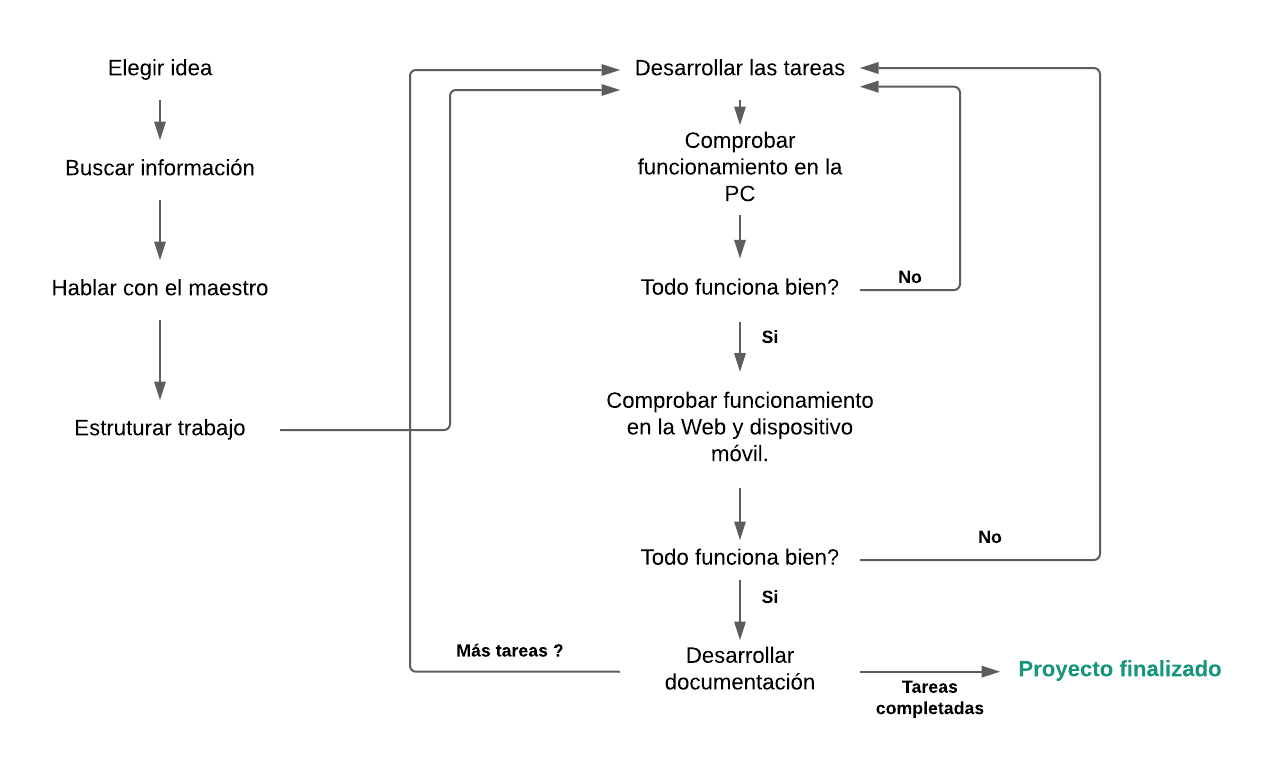 Elegir idea
Buscar información
Hablar con el maestro
Estruturar trabajo
Desarrollar las tareas
Comprobar
funcionamiento en la
PC
Todo funciona bien?
No
Si
Comprobar funcionamiento
en la Web y dispositivo
móvil.
Todo funciona bien?
No
Si
Más tareas ?
Desarrollar
documentación
Tareas
completadas
Proyecto finalizado